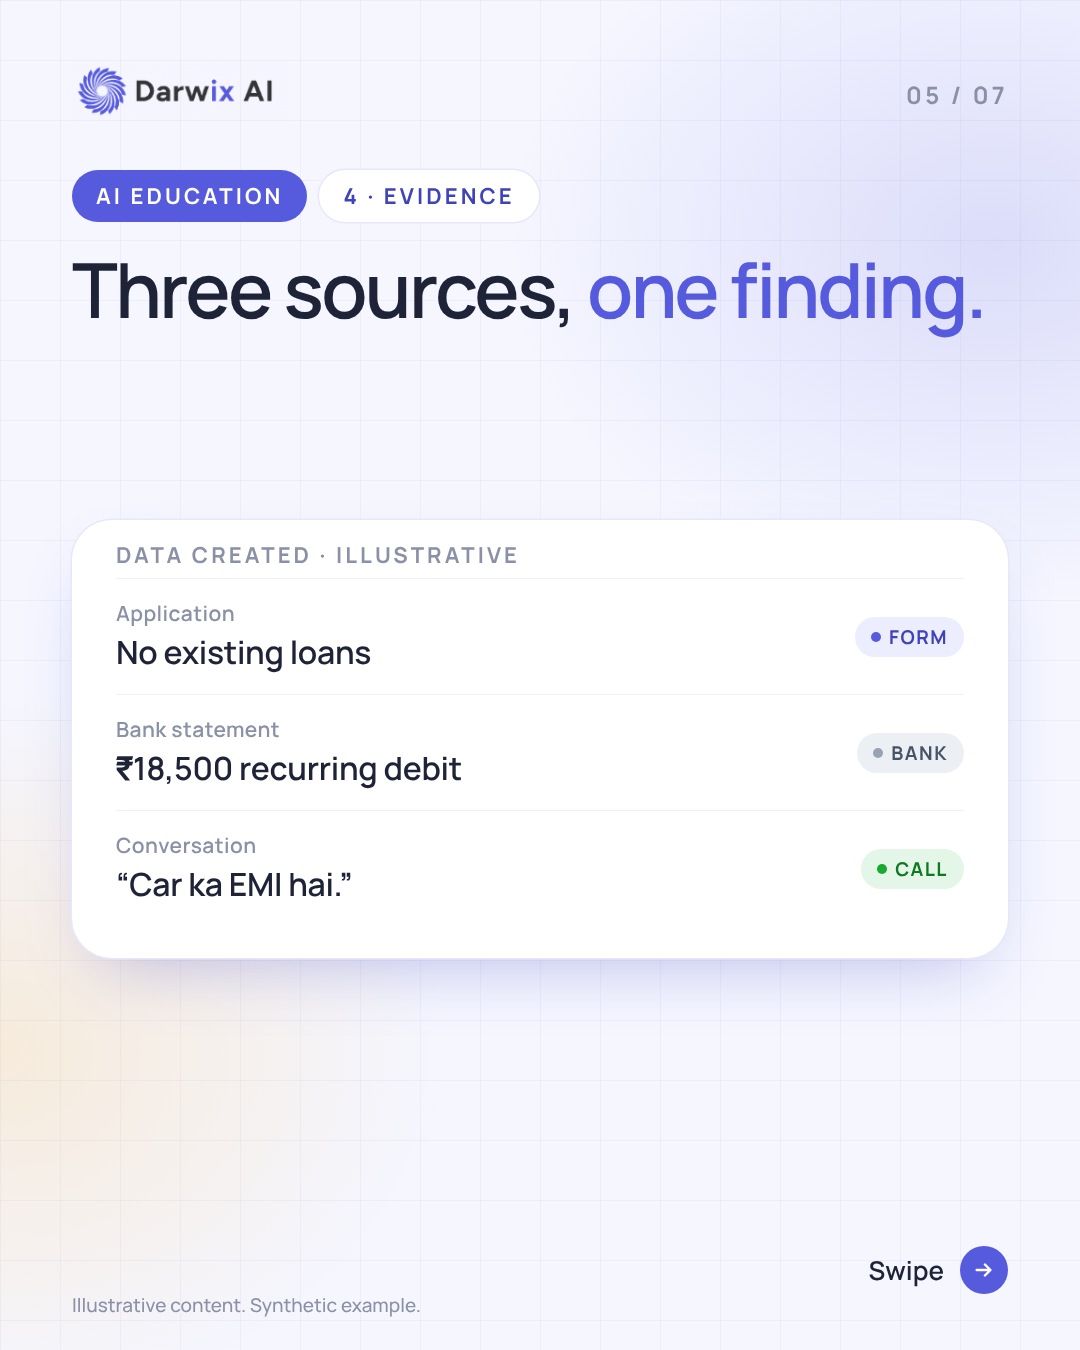 Darwix AI
05 / 07
AI EDUCATION
4 · EVIDENCE
Three sources, one finding.
DATA CREATED · ILLUSTRATIVE
Application
No existing loans
FORM
Bank statement
₹18,500 recurring debit
BANK
Conversation
“Car ka EMI hai.”
CALL
Swipe
Illustrative content. Synthetic example.